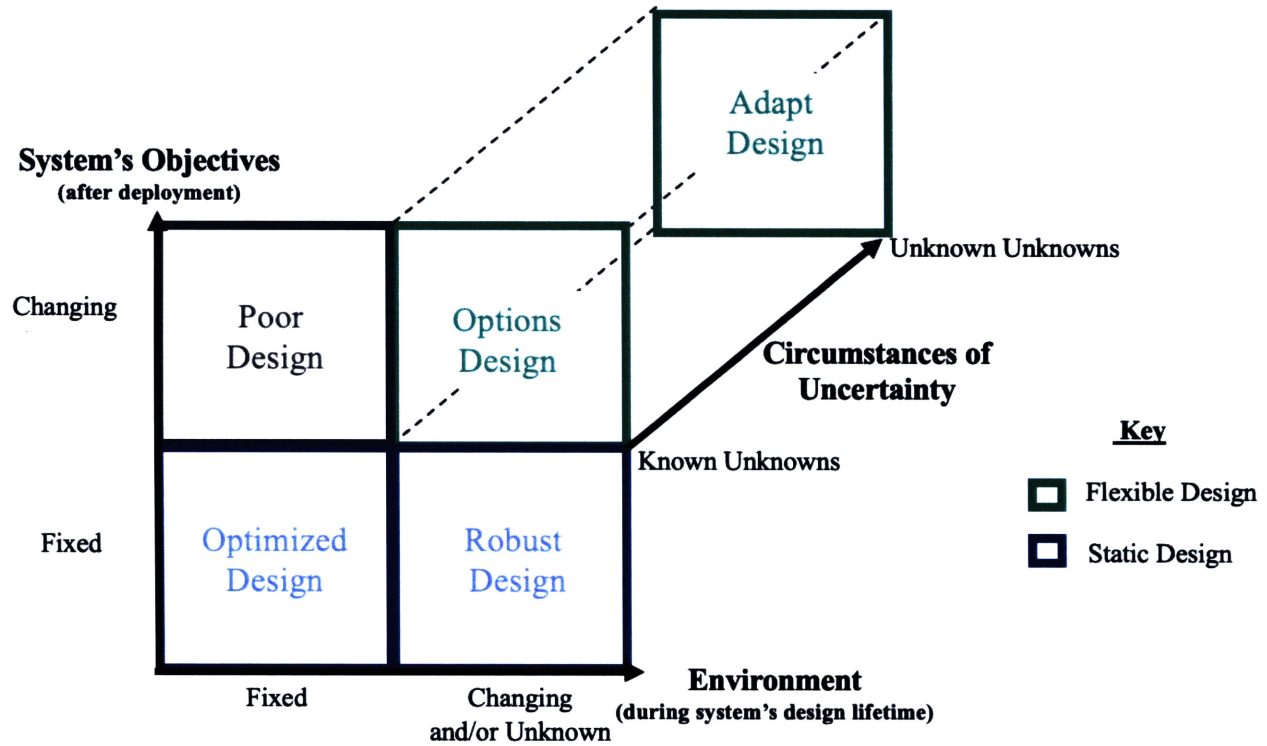 Adapt
Design
System's Objectives
(after deployment)
Unknown Unknowns
Changing
Poor
Design
Options
Design
Circumstances of
Uncertainty
Known Unknowns
Key
Flexible Design
Static Design
Fixed
Optimized
Design
Robust
Design
Fixed
Changing
and/or Unknown
Environment
(during system's design lifetime)